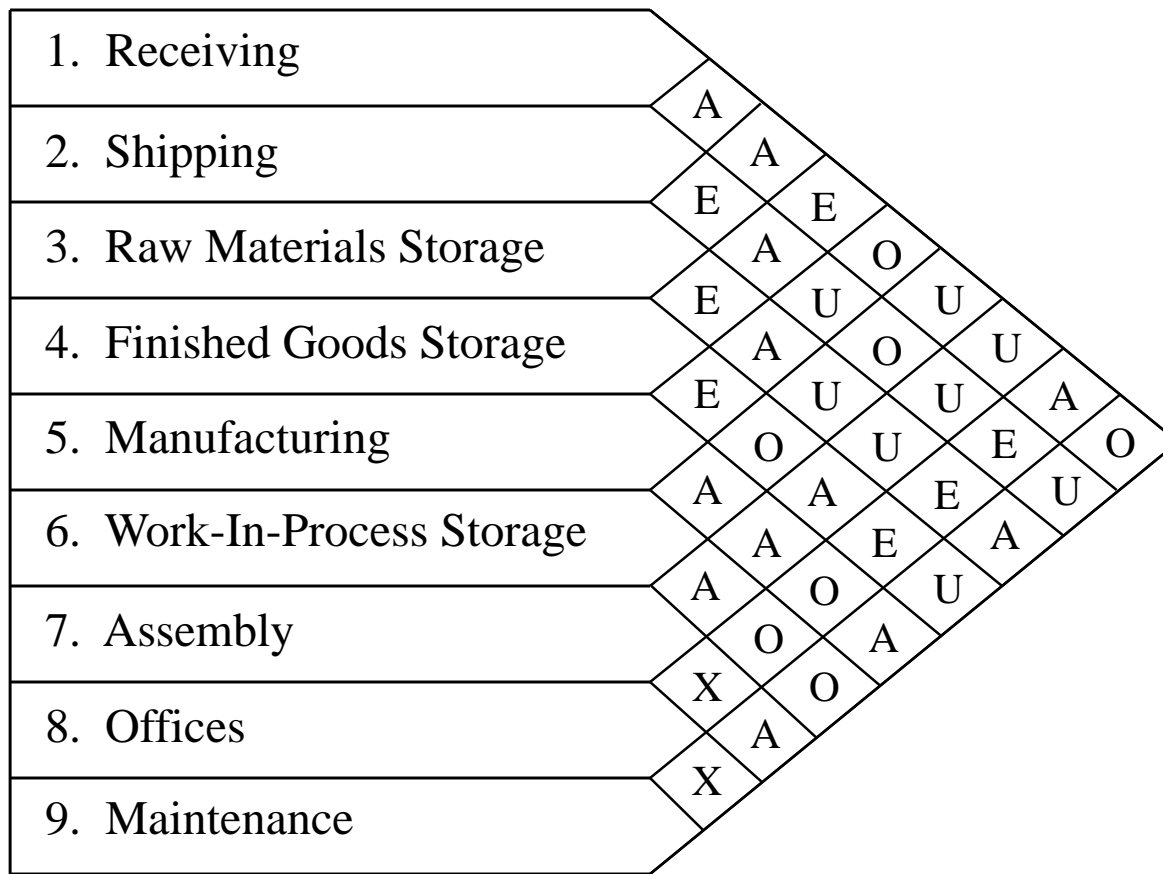 1. Receiving
A
2. Shipping A
E E
3. Raw Materials Storage A O
E U U
4. Finished Goods Storage A O U
E U U A
5. Manufacturing O U E O
A A E U
6. Work-In-Process Storage A E A
A O U
7. Assembly O A
X O
8. Offices A
X
9. Maintenance